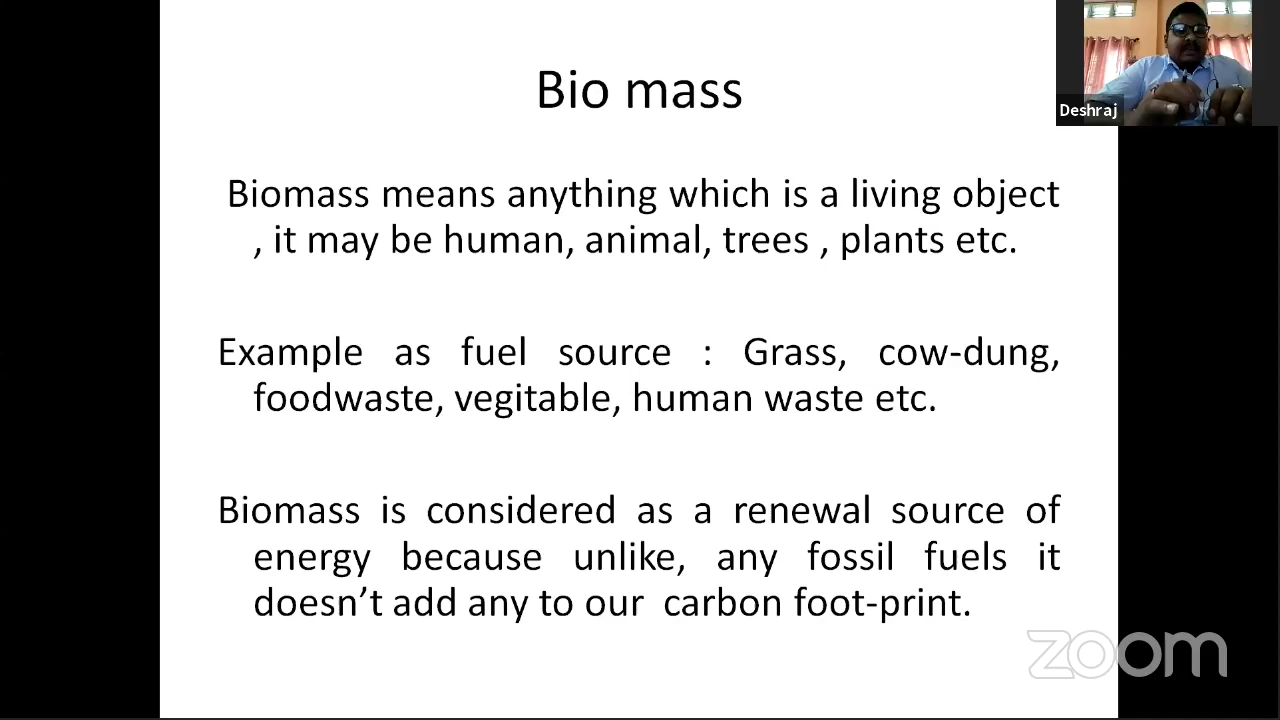 Bio mass
Deshraj
Biomass means anything which is a living object
, it may be human, animal, trees , plants etc.
Example as fuel source : Grass, cow-dung,
foodwaste, vegitable, human waste etc.
Biomass is considered as a renewal source of
energy because unlike, any fossil fuels it
doesn’t add any to our carbon foot-print.
zoom